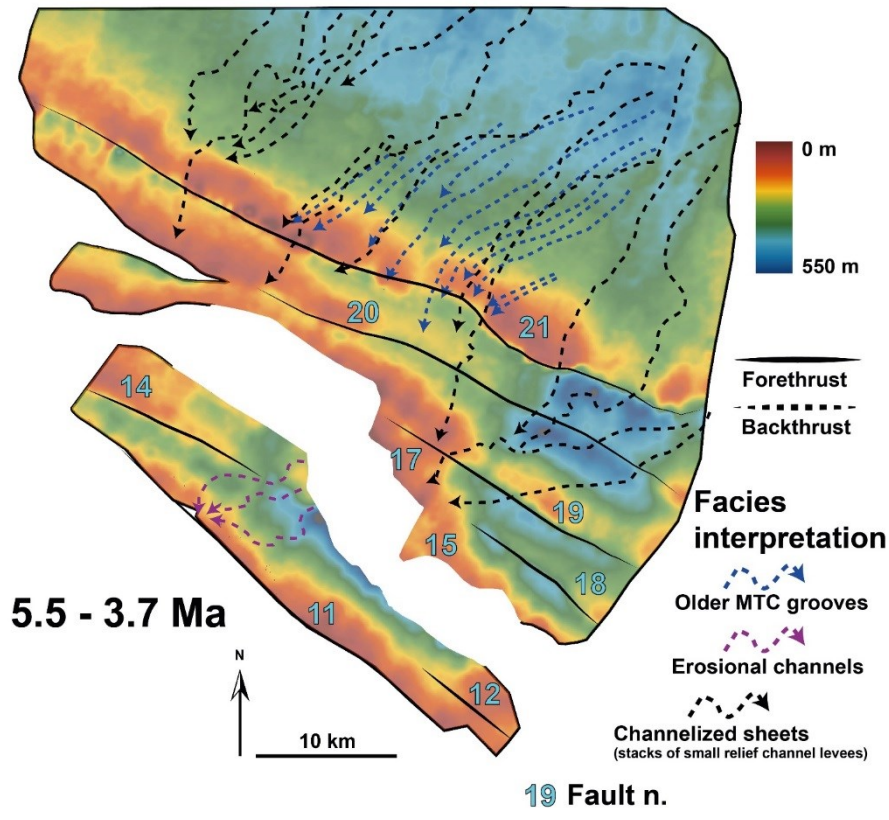 0 m
550 m
20
21
Forethrust
Backthrust
14
17
19
Facies
interpretation
15
18
Older MTC grooves
5.5 - 3.7 Ma
11
Erosional channels
12
N
10 km
Channelized sheets
(stacks of small relief channel levees)
19 Fault n.